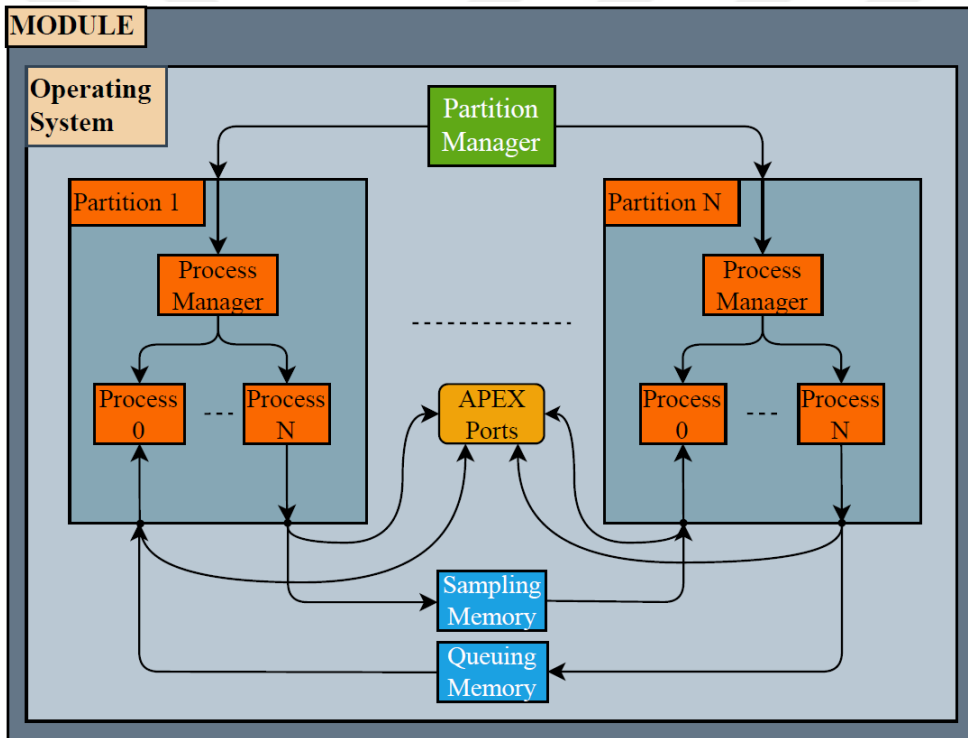 MODULE
Operating
System
Partition
Manager
Partition 1
Partition N
Process
Manager
Process
Manager
Process
0
Process
N
APEX
Ports
Process
0
Process
N
Sampling
Memory
Queuing
Memory